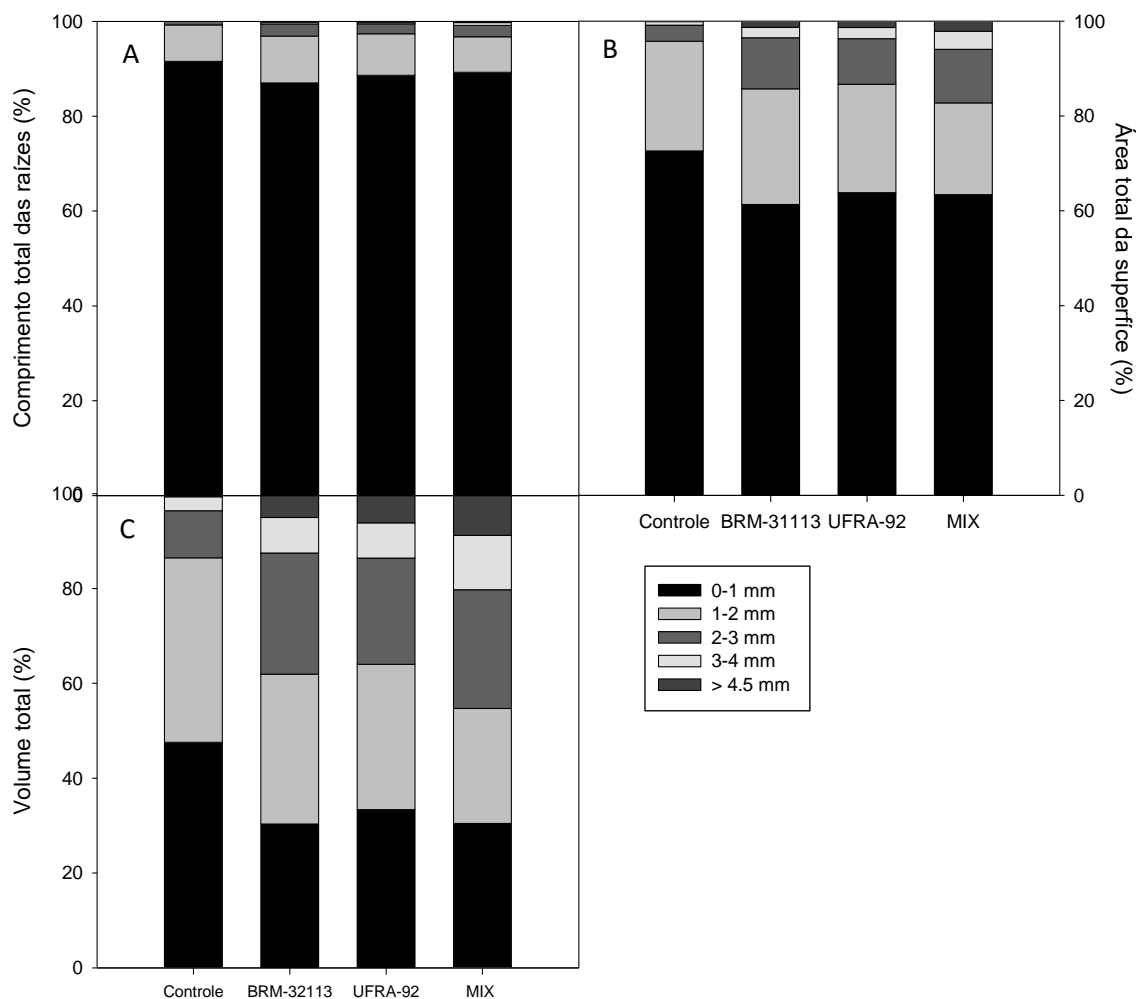 A
Comprimento total das raízes (%)
100
80
60
40
20
0
B
Área total da superfíce (%)
100
80
60
40
20
0
Controle BRM-31113 UFRA-92 MIX
C
Volume total (%)
100
80
60
40
20
0
Controle BRM-32113 UFRA-92 MIX
0-1 mm
1-2 mm
2-3 mm
3-4 mm
> 4.5 mm